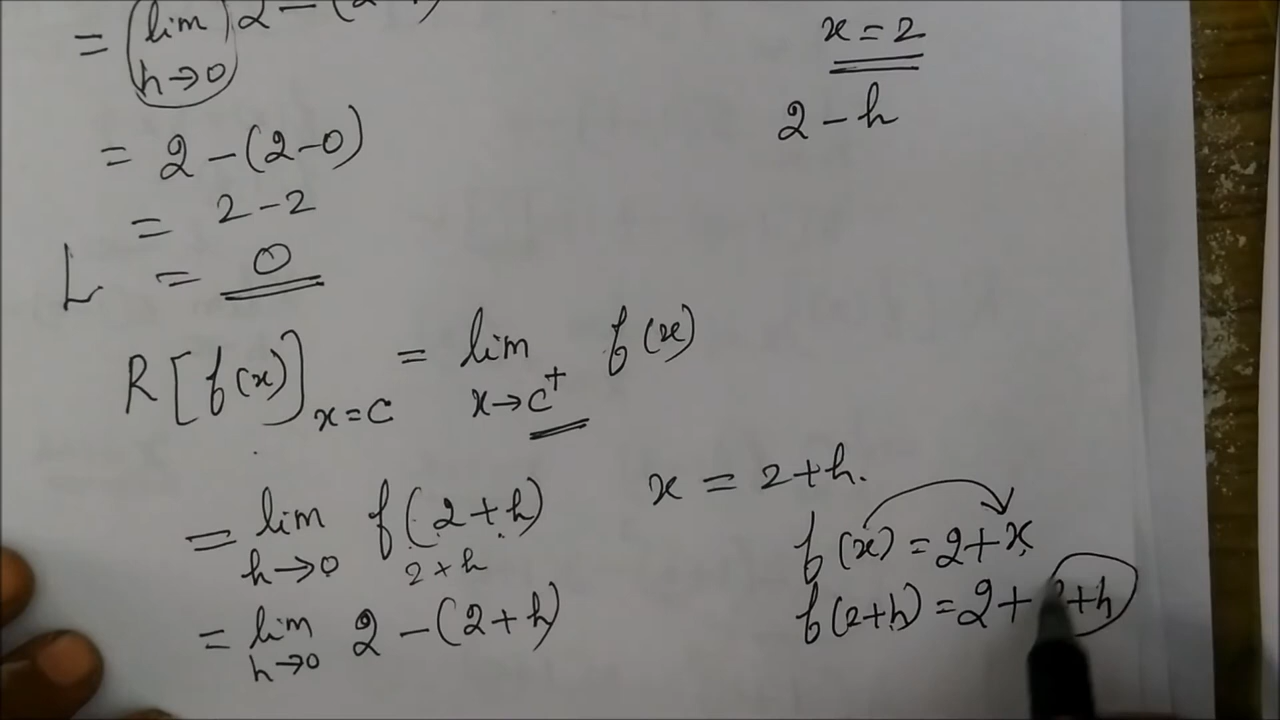 = (lim h→0) 2 - (2
= 2 - (2-0)
= 2-2
L = 0
R[f(x)] x=c = lim x→c⁺ f(x)
= lim h→0 f(2+h)
2+h
= lim h→0 2 - (2+h)
x=2
2-h
x = 2+h.
f(x) = 2+x
f(2+h) = 2+ +h